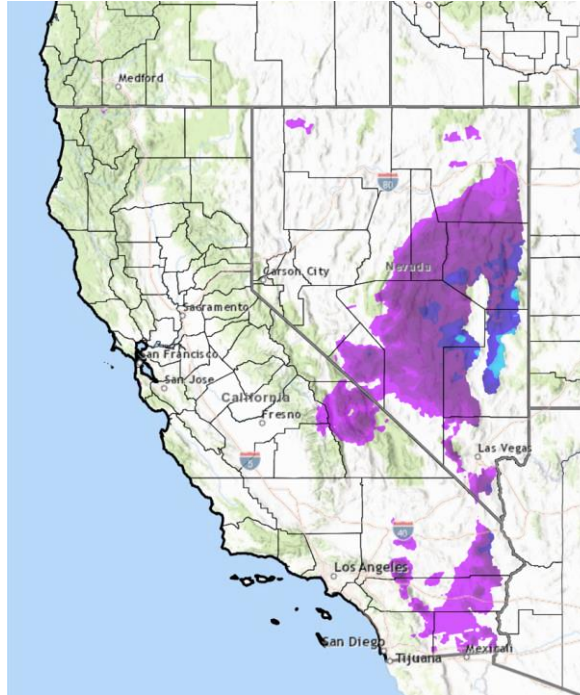 Medford
80
Nevada
Carson City
Sacramento
San Francisco
San Jose
California
Fresno
5
Las Vegas
40
Los Angeles
San Diego
Mexicali
Tijuana